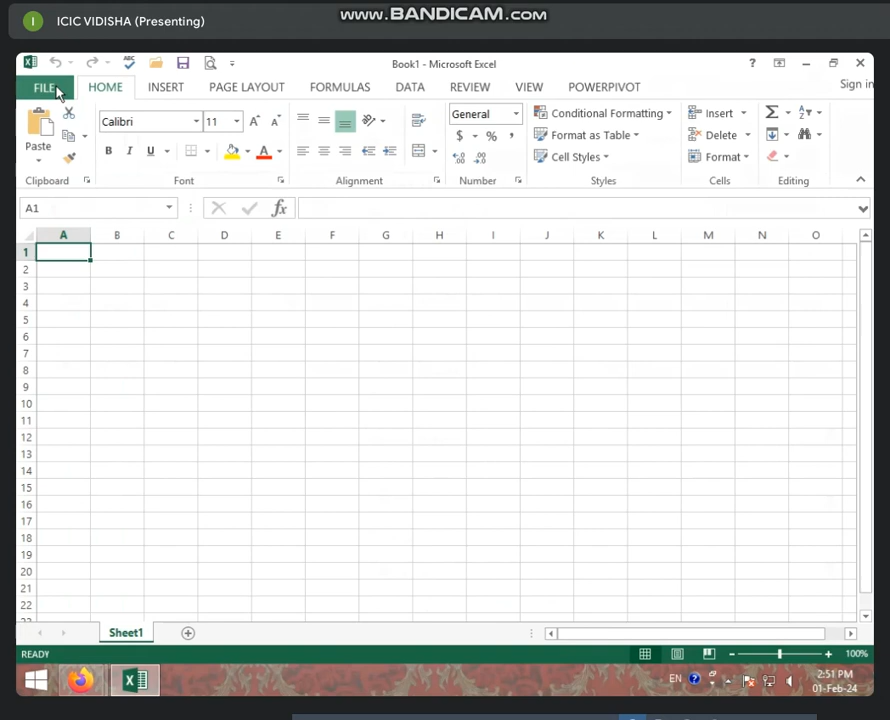 www.BANDICAM.com
I ICIC VIDISHA (Presenting)
Book1 - Microsoft Excel
FILE HOME INSERT PAGE LAYOUT FORMULAS DATA REVIEW VIEW POWERPIVOT Sign in
Calibri 11 General Conditional Formatting Insert
Paste $ % , Format as Table Delete
B I U A Cell Styles Format
Clipboard Font Alignment Number Styles Cells Editing
A1 fx
A B C D E F G H I J K L M N O
1
2
3
4
5
6
7
8
9
10
11
12
13
14
15
16
17
18
19
20
21
22
Sheet1
READY 100%
EN 2:51 PM
01-Feb-24